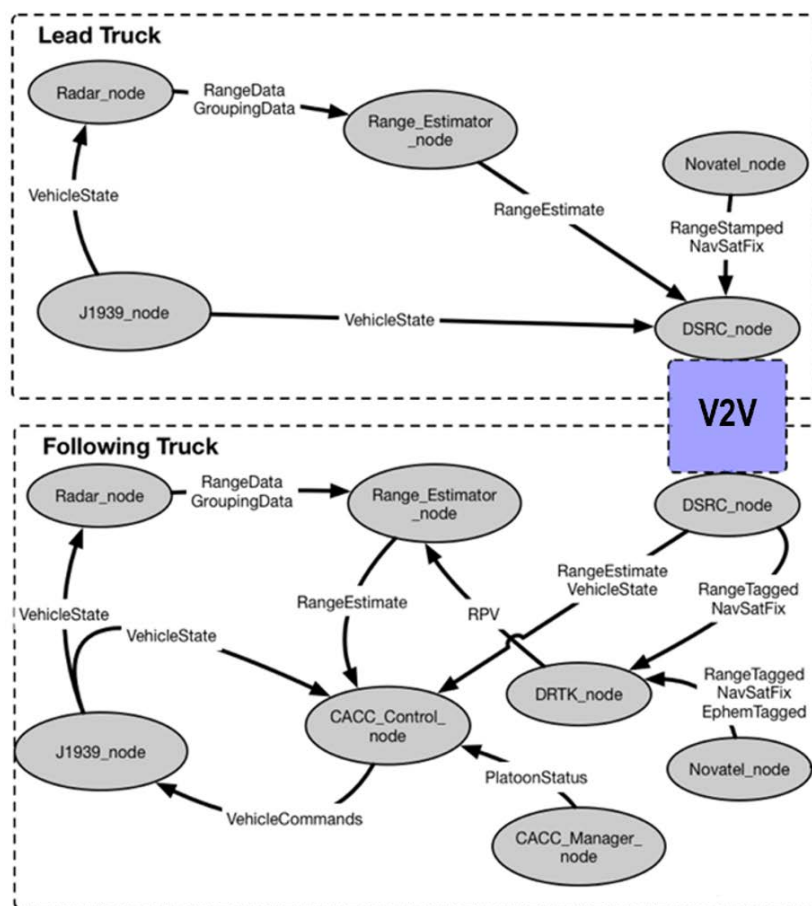 Lead Truck
Radar_node
RangeData
GroupingData
Range_Estimator
_node
Novatel_node
VehicleState
RangeEstimate
RangeStamped
NavSatFix
J1939_node
VehicleState
DSRC_node
V2V
Following Truck
Radar_node
RangeData
GroupingData
Range_Estimator
_node
DSRC_node
RangeEstimate
VehicleState
RangeTagged
NavSatFix
VehicleState
VehicleState
RangeEstimate
RPV
DRTK_node
RangeTagged
NavSatFix
EphemTagged
CACC_Control_
node
J1939_node
Novatel_node
PlatoonStatus
VehicleCommands
CACC_Manager_
node